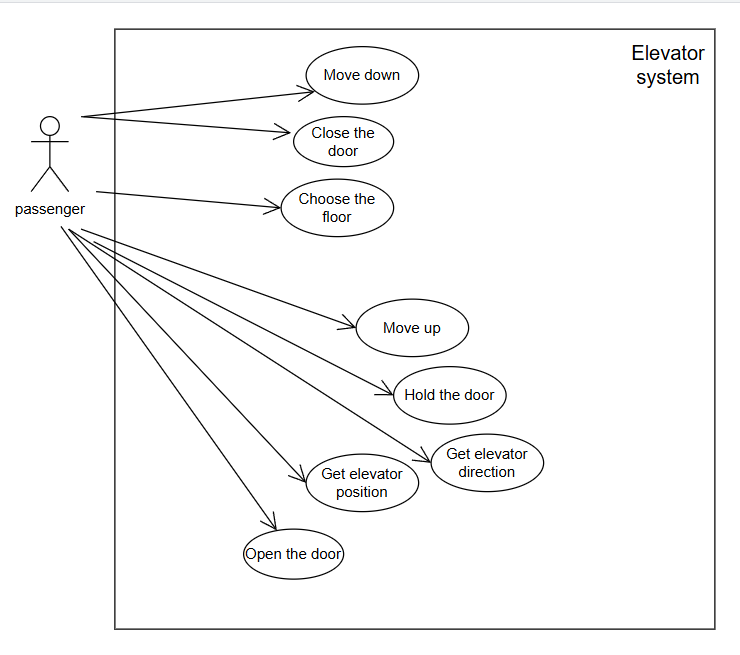 Elevator
system
Move down
Close the
door
passenger
Choose the
floor
Move up
Hold the door
Get elevator
direction
Get elevator
position
Open the door